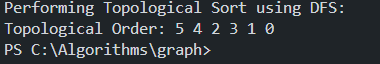 Performing Topological Sort using DFS:
Topological Order: 5 4 2 3 1 0
PS C:\Algorithms\graph>